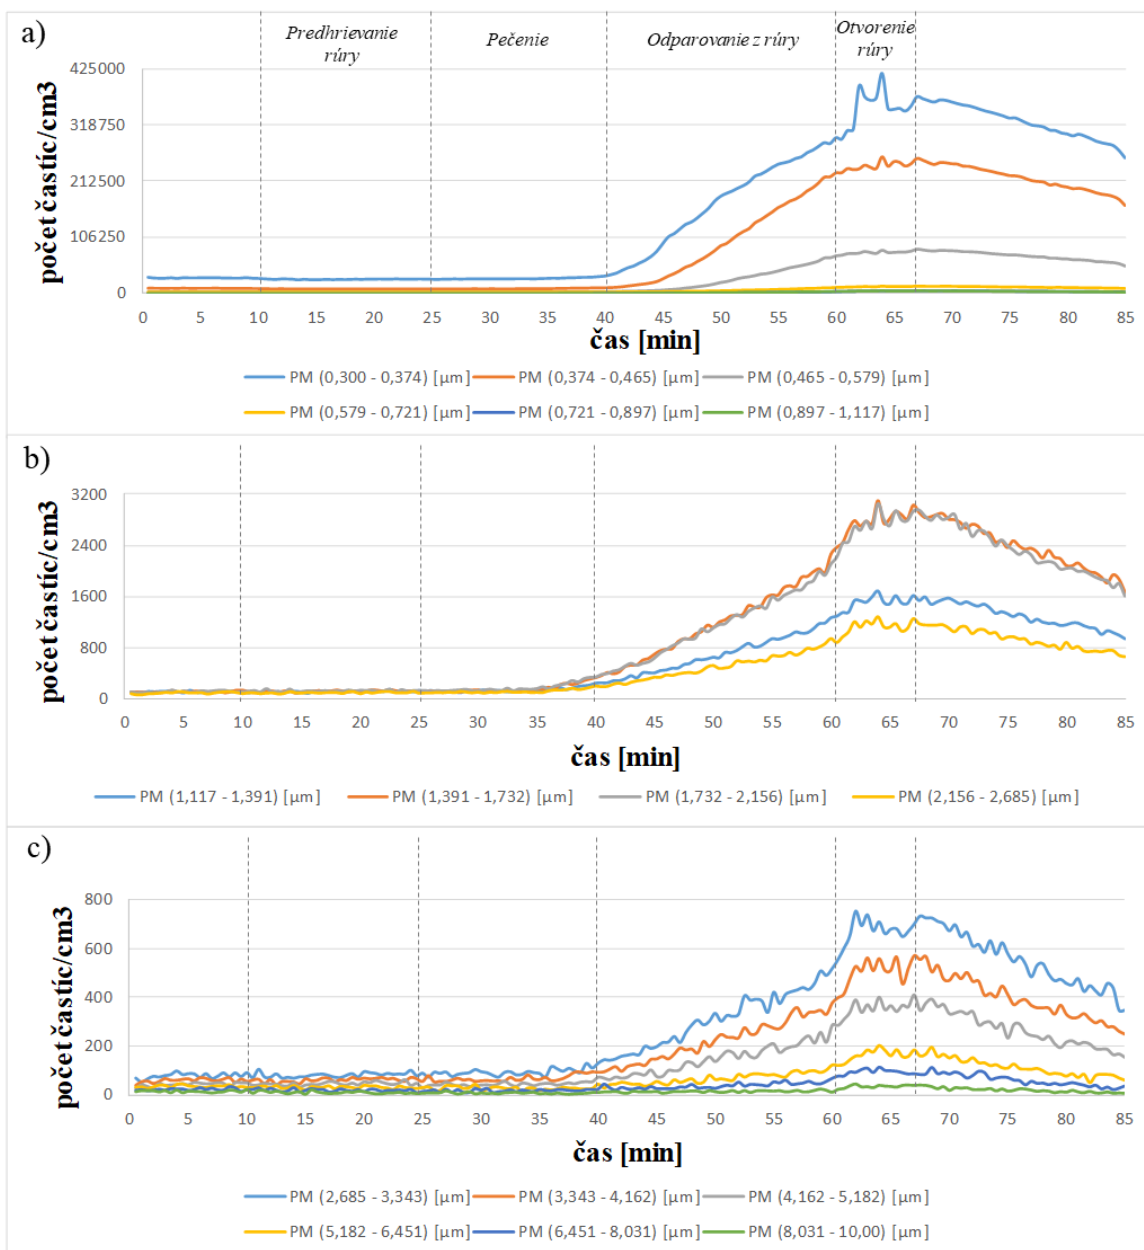 a)
Predhrievanie
rúry
Pečenie
Odparovanie z rúry
Otvorenie
rúry
počet častíc/cm3
425000
318750
212500
106250
0
0 5 10 15 20 25 30 35 40 45 50 55 60 65 70 75 80 85
čas [min]
PM (0,300 - 0,374) [µm] PM (0,374 - 0,465) [µm] PM (0,465 - 0,579) [µm]
PM (0,579 - 0,721) [µm] PM (0,721 - 0,897) [µm] PM (0,897 - 1,117) [µm]
b)
počet častíc/cm3
3200
2400
1600
800
0
0 5 10 15 20 25 30 35 40 45 50 55 60 65 70 75 80 85
čas [min]
PM (1,117 - 1,391) [µm] PM (1,391 - 1,732) [µm] PM (1,732 - 2,156) [µm] PM (2,156 - 2,685) [µm]
c)
počet častíc/cm3
800
600
400
200
0
0 5 10 15 20 25 30 35 40 45 50 55 60 65 70 75 80 85
čas [min]
PM (2,685 - 3,343) [µm] PM (3,343 - 4,162) [µm] PM (4,162 - 5,182) [µm]
PM (5,182 - 6,451) [µm] PM (6,451 - 8,031) [µm] PM (8,031 - 10,00) [µm]